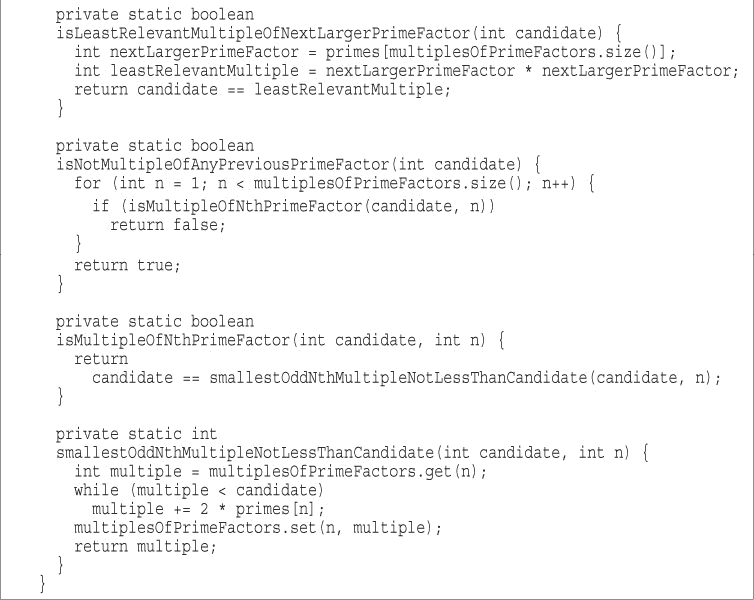 private static boolean
isLeastRelevantMultipleOfNextLargerPrimeFactor(int candidate) {
int nextLargerPrimeFactor = primes[multiplesOfPrimeFactors.size()];
int leastRelevantMultiple = nextLargerPrimeFactor * nextLargerPrimeFactor;
return candidate == leastRelevantMultiple;
}
private static boolean
isNotMultipleOfAnyPreviousPrimeFactor(int candidate) {
for (int n = 1; n < multiplesOfPrimeFactors.size(); n++) {
if (isMultipleOfNthPrimeFactor(candidate, n))
return false;
}
return true;
}
private static boolean
isMultipleOfNthPrimeFactor(int candidate, int n) {
return
candidate == smallestOddNthMultipleNotLessThanCandidate(candidate, n);
}
private static int
smallestOddNthMultipleNotLessThanCandidate(int candidate, int n) {
int multiple = multiplesOfPrimeFactors.get(n);
while (multiple < candidate)
multiple += 2 * primes[n];
multiplesOfPrimeFactors.set(n, multiple);
return multiple;
}
}